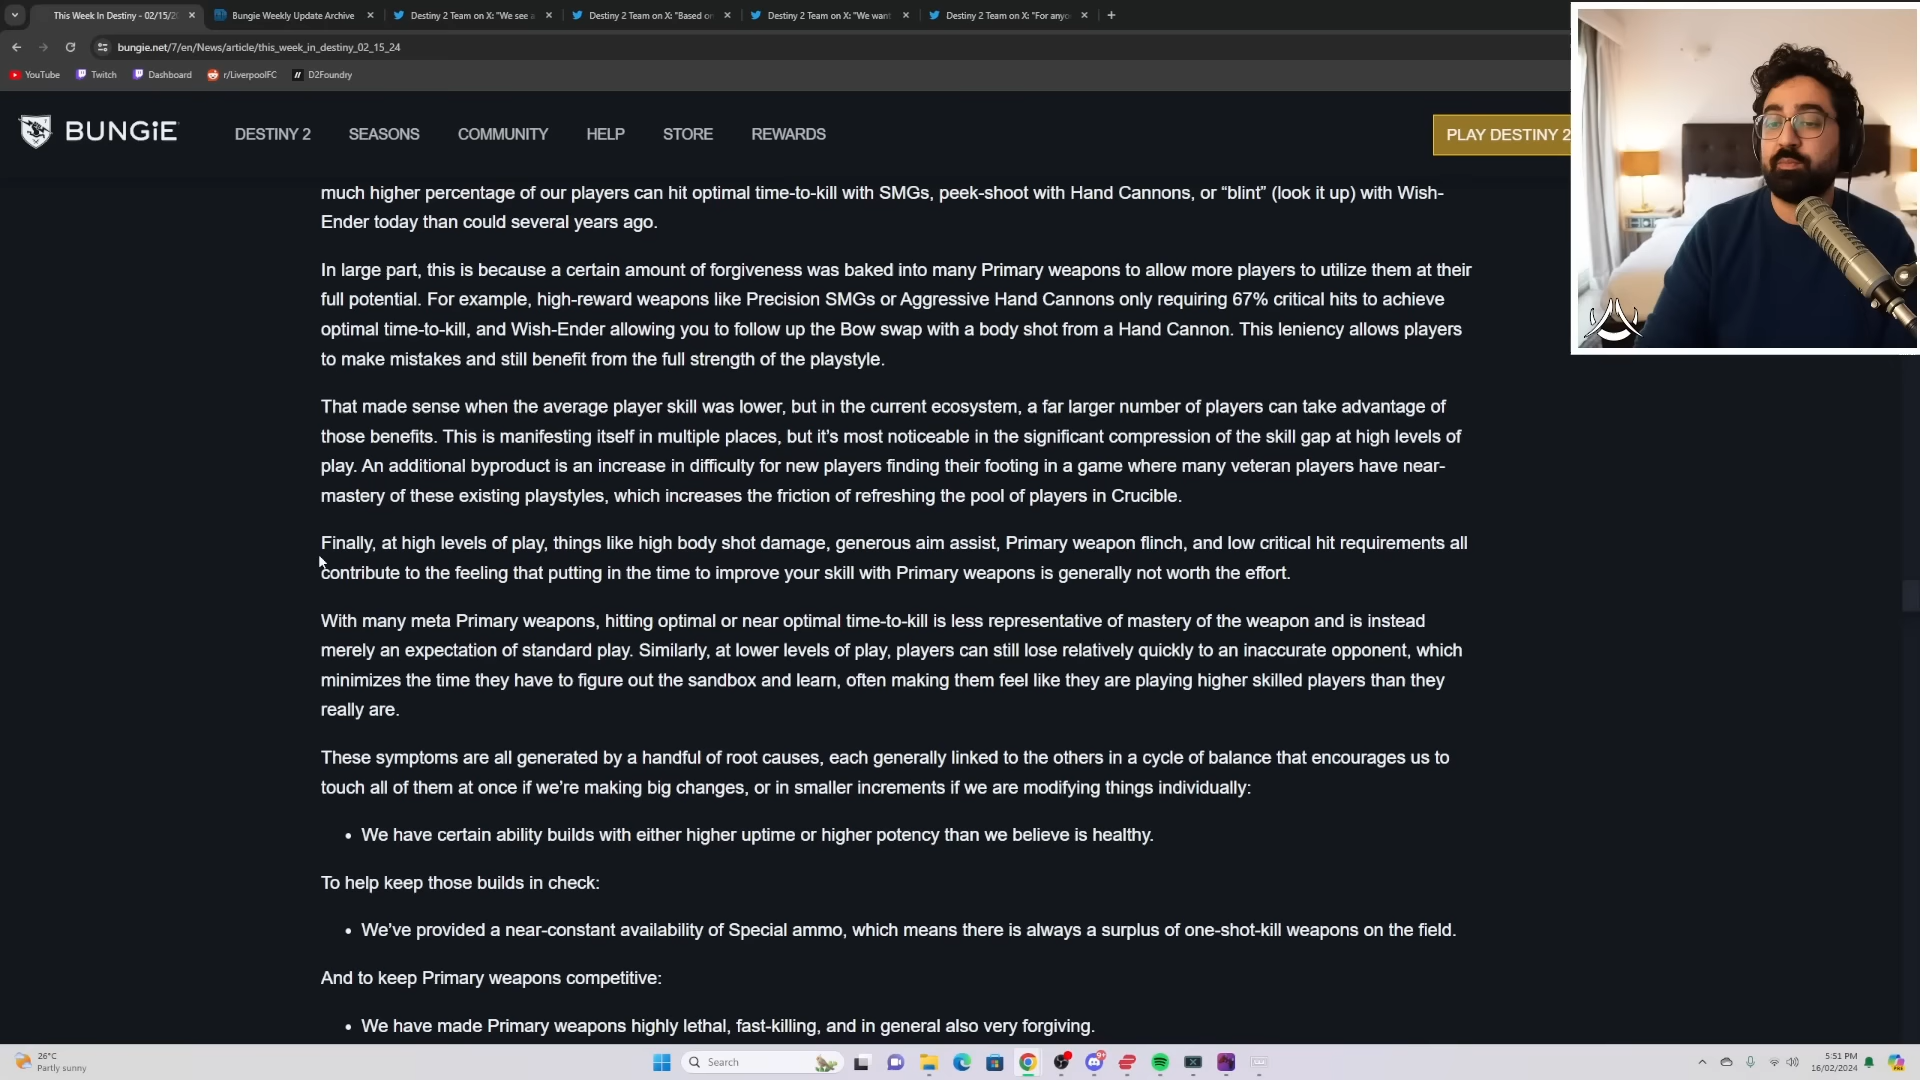 This Week In Destiny - 02/15/2
Bungie Weekly Update Archive
Destiny 2 Team on X: "We see a
Destiny 2 Team on X: "Based on
Destiny 2 Team on X: "We want
Destiny 2 Team on X: "For anyo
bungie.net/7/en/News/article/this_week_in_destiny_02_15_24
YouTube
Twitch
Dashboard
r/LiverpoolFC
D2Foundry
BUNGiE
DESTINY 2
SEASONS
COMMUNITY
HELP
STORE
REWARDS
PLAY DESTINY 2
much higher percentage of our players can hit optimal time-to-kill with SMGs, peek-shoot with Hand Cannons, or “blint” (look it up) with Wish-
Ender today than could several years ago.
In large part, this is because a certain amount of forgiveness was baked into many Primary weapons to allow more players to utilize them at their
full potential. For example, high-reward weapons like Precision SMGs or Aggressive Hand Cannons only requiring 67% critical hits to achieve
optimal time-to-kill, and Wish-Ender allowing you to follow up the Bow swap with a body shot from a Hand Cannon. This leniency allows players
to make mistakes and still benefit from the full strength of the playstyle.
That made sense when the average player skill was lower, but in the current ecosystem, a far larger number of players can take advantage of
those benefits. This is manifesting itself in multiple places, but it’s most noticeable in the significant compression of the skill gap at high levels of
play. An additional byproduct is an increase in difficulty for new players finding their footing in a game where many veteran players have near-
mastery of these existing playstyles, which increases the friction of refreshing the pool of players in Crucible.
Finally, at high levels of play, things like high body shot damage, generous aim assist, Primary weapon flinch, and low critical hit requirements all
contribute to the feeling that putting in the time to improve your skill with Primary weapons is generally not worth the effort.
With many meta Primary weapons, hitting optimal or near optimal time-to-kill is less representative of mastery of the weapon and is instead
merely an expectation of standard play. Similarly, at lower levels of play, players can still lose relatively quickly to an inaccurate opponent, which
minimizes the time they have to figure out the sandbox and learn, often making them feel like they are playing higher skilled players than they
really are.
These symptoms are all generated by a handful of root causes, each generally linked to the others in a cycle of balance that encourages us to
touch all of them at once if we’re making big changes, or in smaller increments if we are modifying things individually:
• We have certain ability builds with either higher uptime or higher potency than we believe is healthy.
To help keep those builds in check:
• We’ve provided a near-constant availability of Special ammo, which means there is always a surplus of one-shot-kill weapons on the field.
And to keep Primary weapons competitive:
• We have made Primary weapons highly lethal, fast-killing, and in general also very forgiving.
26°C
Partly sunny
Search
5:51 PM
16/02/2024